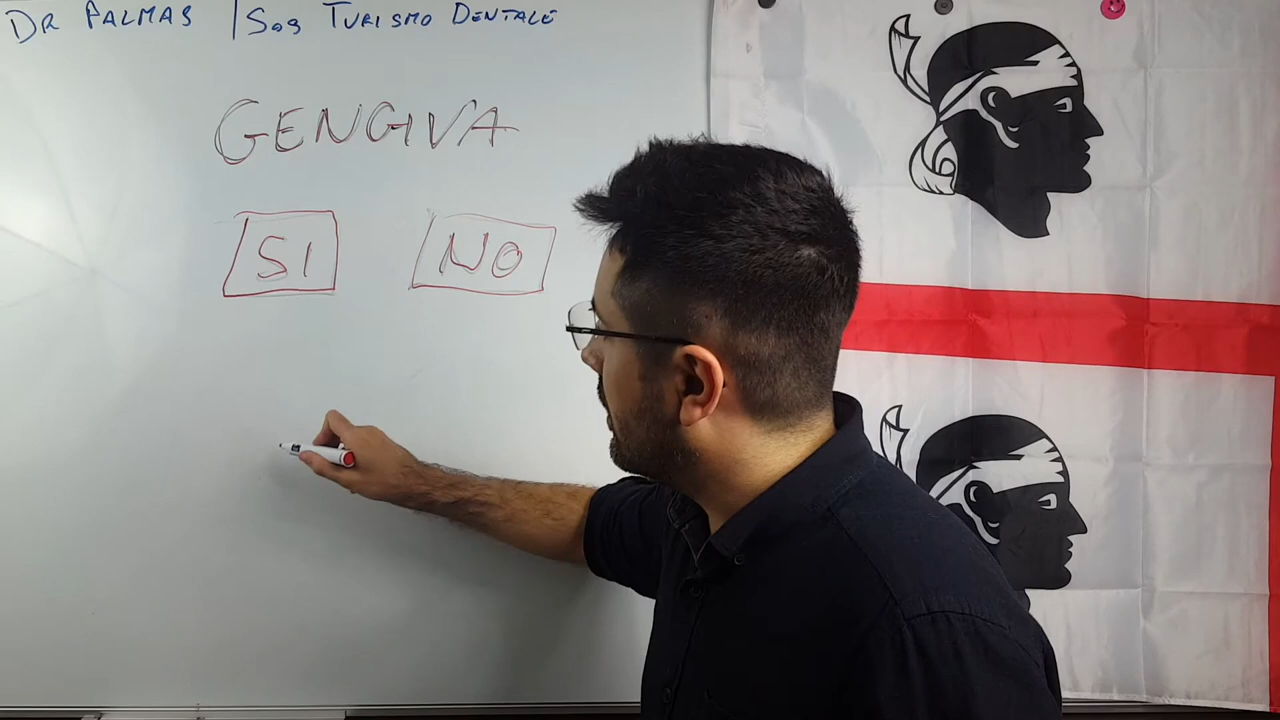 DR PALMAS | SOS TURISMO DENTALE
GENGIVA
SI NO